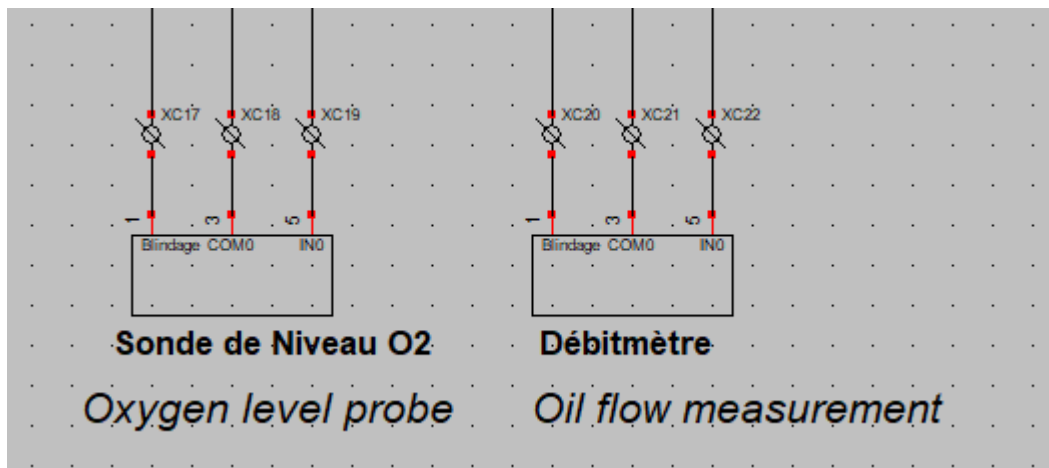 XC17 XC18 XC19 XC20 XC21 XC22
1 3 5 1 3 5
Blindage COM0 IN0 Blindage COM0 IN0
Sonde de Niveau O2 Débitmètre
Oxygen level probe Oil flow measurement